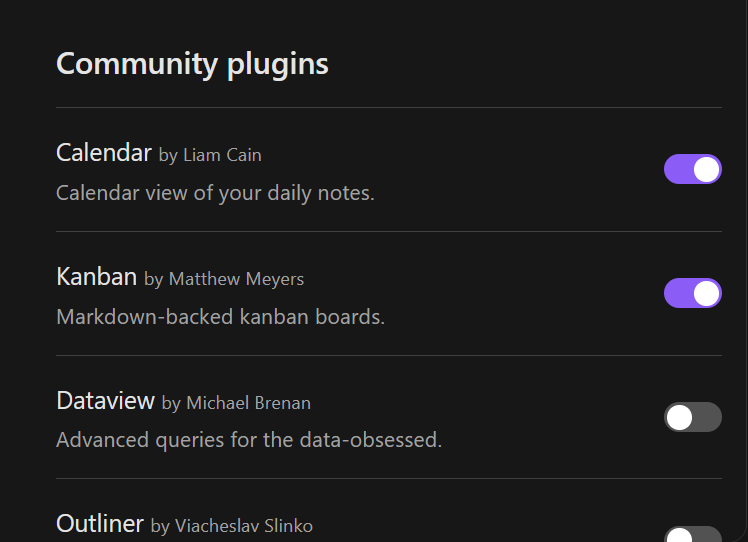 Community plugins
Calendar by Liam Cain
Calendar view of your daily notes.
Kanban by Matthew Meyers
Markdown-backed kanban boards.
Dataview by Michael Brenan
Advanced queries for the data-obsessed.
Outliner by Viacheslav Slinko